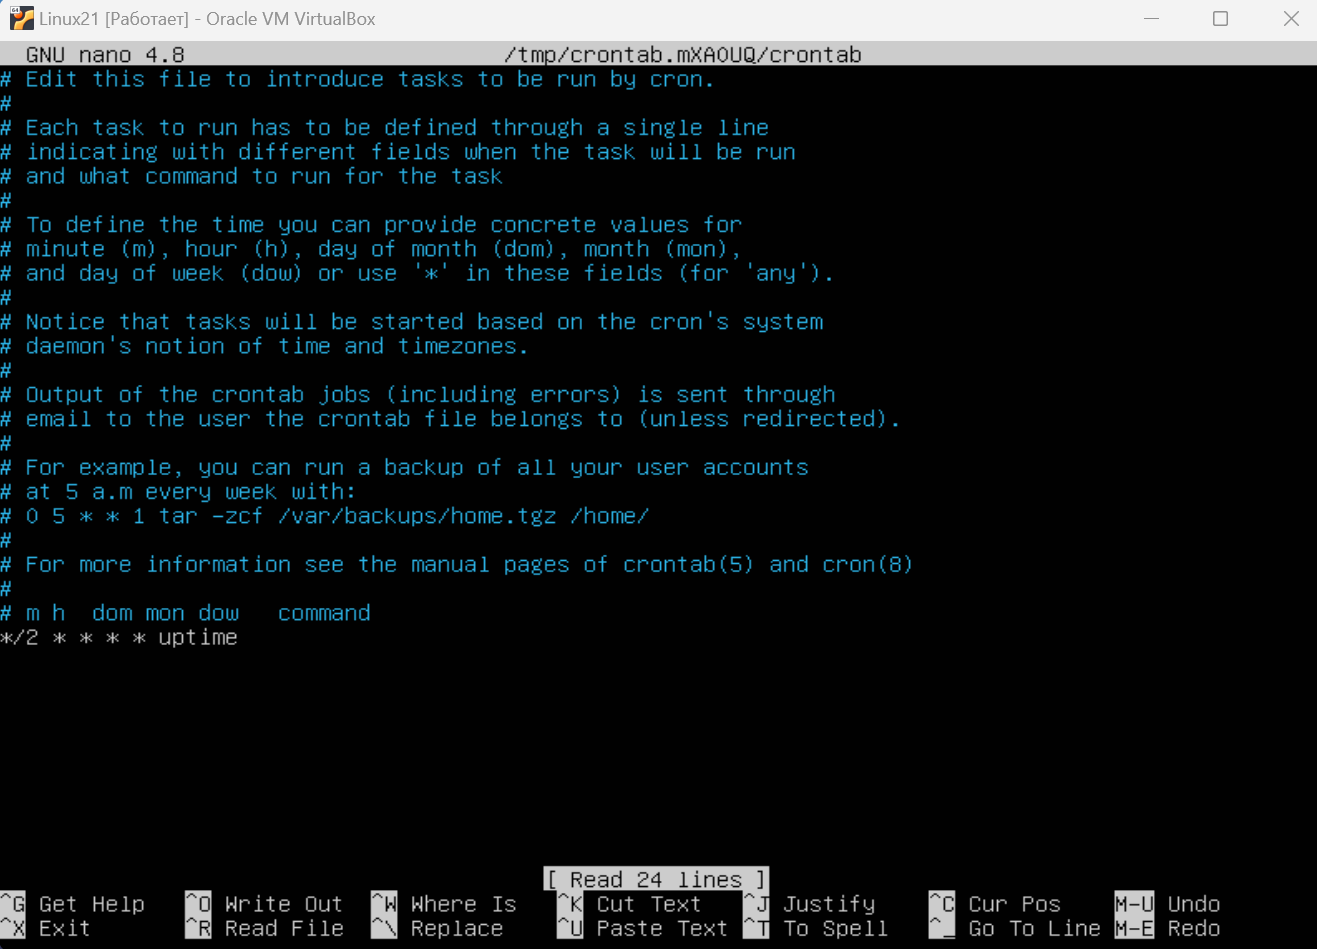 Linux21 [Работает] - Oracle VM VirtualBox
GNU nano 4.8 /tmp/crontab.mXAOUQ/crontab
# Edit this file to introduce tasks to be run by cron.
#
# Each task to run has to be defined through a single line
# indicating with different fields when the task will be run
# and what command to run for the task
#
# To define the time you can provide concrete values for
# minute (m), hour (h), day of month (dom), month (mon),
# and day of week (dow) or use '*' in these fields (for 'any').
#
# Notice that tasks will be started based on the cron's system
# daemon's notion of time and timezones.
#
# Output of the crontab jobs (including errors) is sent through
# email to the user the crontab file belongs to (unless redirected).
#
# For example, you can run a backup of all your user accounts
# at 5 a.m every week with:
# 0 5 * * 1 tar -zcf /var/backups/home.tgz /home/
#
# For more information see the manual pages of crontab(5) and cron(8)
#
# m h  dom mon dow   command
*/2 * * * * uptime
[ Read 24 lines ]
^G Get Help ^O Write Out ^W Where Is ^K Cut Text ^J Justify ^C Cur Pos M-U Undo
^X Exit ^R Read File ^\ Replace ^U Paste Text ^T To Spell ^_ Go To Line M-E Redo